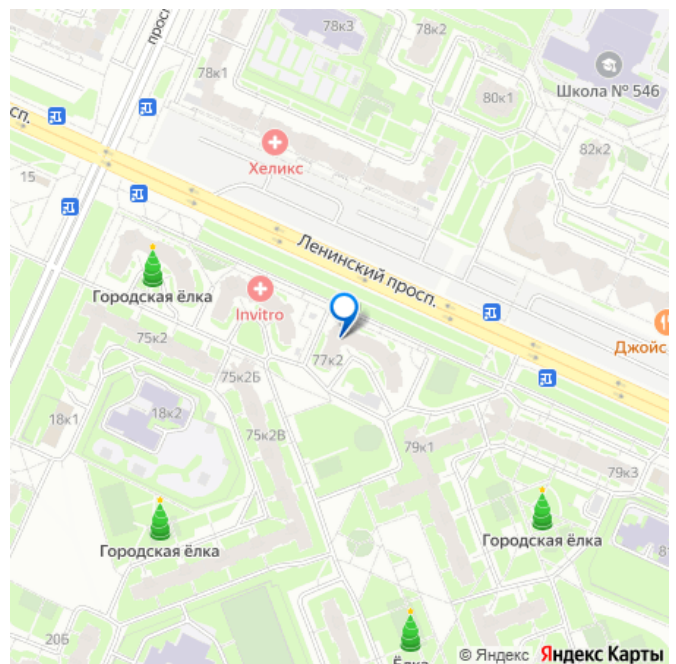 78к3
78к2
просп
78к1
Школа № 546
80к1
сп.
Хеликс
82к2
15
Ленинский просп.
Городская ёлка
Invitro
75к2
Джойс
77к2
75к2Б
18к1
18к2
75к2В
79к1
79к3
Городская ёлка
Городская ёлка
20Б
Ёлка
© Яндекс Яндекс Карты